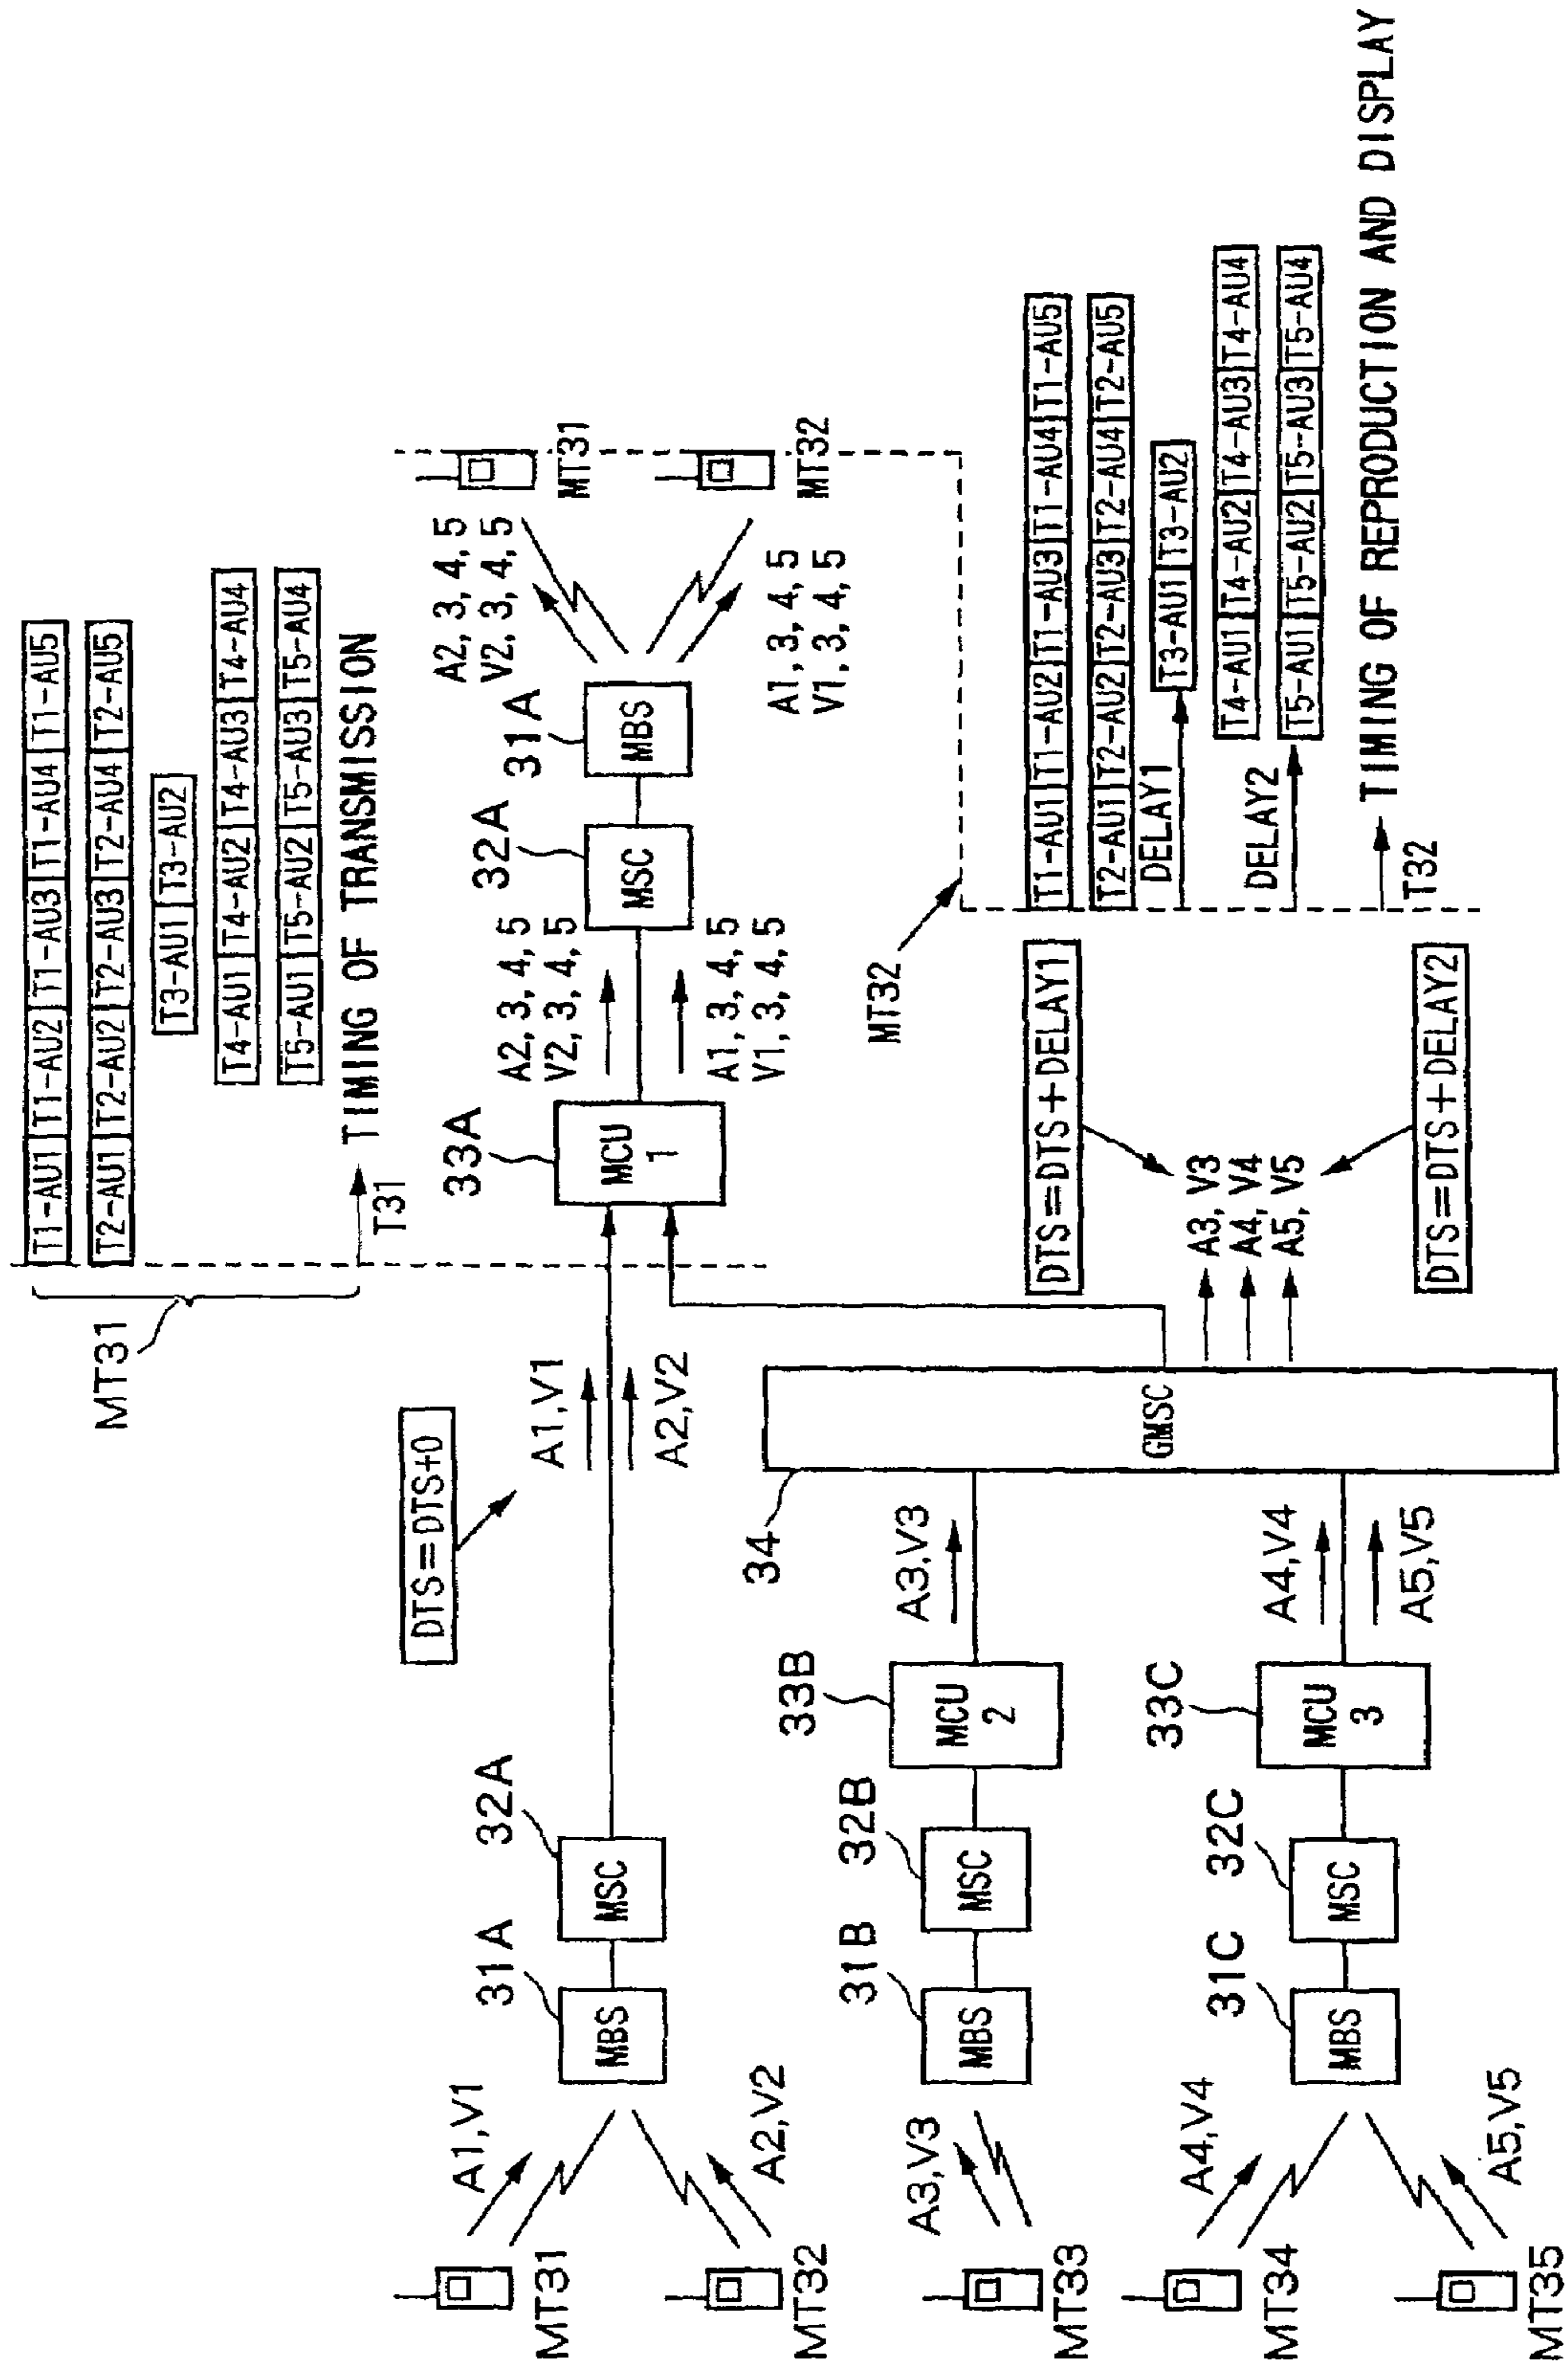 MT31
T1-AU1 T1-AU2 T1-AU3 T1-AU4 T1-AU5
T2-AU1 T2-AU2 T2-AU3 T2-AU4 T2-AU5
T3-AU1 T3-AU2
T4-AU1 T4-AU2 T4-AU3 T4-AU4
T5-AU1 T5-AU2 T5-AU3 T5-AU4
TIMING OF TRANSMISSION
T31
DTS=DTS+0
MT31
A1,V1
MT32
A2,V2
31A
MBS
32A
MSC
A1,V1
A2,V2
33A
MCU
1
A2, 3, 4, 5
V2, 3, 4, 5
A1, 3, 4, 5
V1, 3, 4, 5
32A
MSC
31A
MBS
A2, 3, 4, 5
V2, 3, 4, 5
A1, 3, 4, 5
V1, 3, 4, 5
MT31
MT32
MT33
A3,V3
31B
MBS
32B
MSC
33B
MCU
2
A3,V3
34
GMSC
MT34
A4,V4
MT35
A5,V5
31C
MBS
32C
MSC
33C
MCU
3
A4,V4
A5,V5
DTS=DTS+DELAY1
A3, V3
A4, V4
A5, V5
DTS=DTS+DELAY2
MT32
T1-AU1 T1-AU2 T1-AU3 T1-AU4 T1-AU5
T2-AU1 T2-AU2 T2-AU3 T2-AU4 T2-AU5
DELAY1
T3-AU1 T3-AU2
T4-AU1 T4-AU2 T4-AU3 T4-AU4
DELAY2
T5-AU1 T5-AU2 T5-AU3 T5-AU4
TIMING OF REPRODUCTION AND DISPLAY
T32